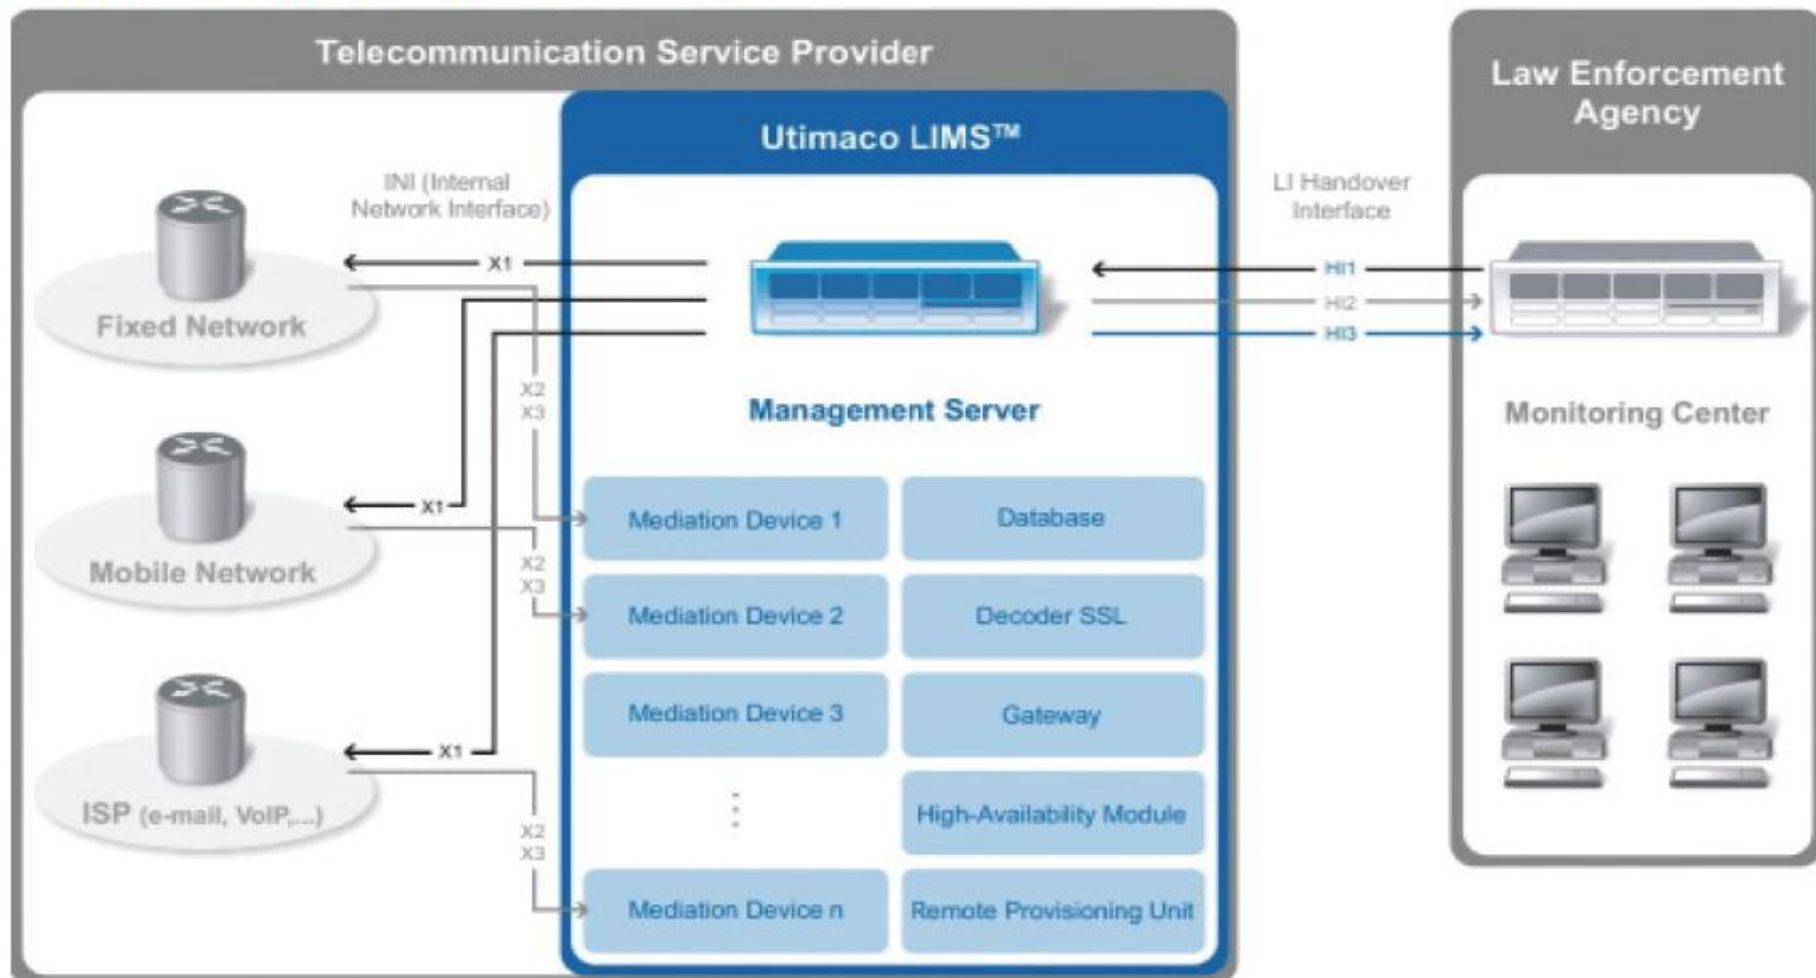 Telecommunication Service Provider
Utimaco LIMS™
Law Enforcement
Agency
INI (Internal
Network Interface)
LI Handover
Interface
X1
HI1
HI2
HI3
Fixed Network
X2
X3
Management Server
Monitoring Center
X1
Mobile Network
X2
X3
Mediation Device 1
Database
Mediation Device 2
Decoder SSL
Mediation Device 3
Gateway
X1
ISP (e-mail, VoIP,...)
X2
X3
⋮
High-Availability Module
Mediation Device n
Remote Provisioning Unit